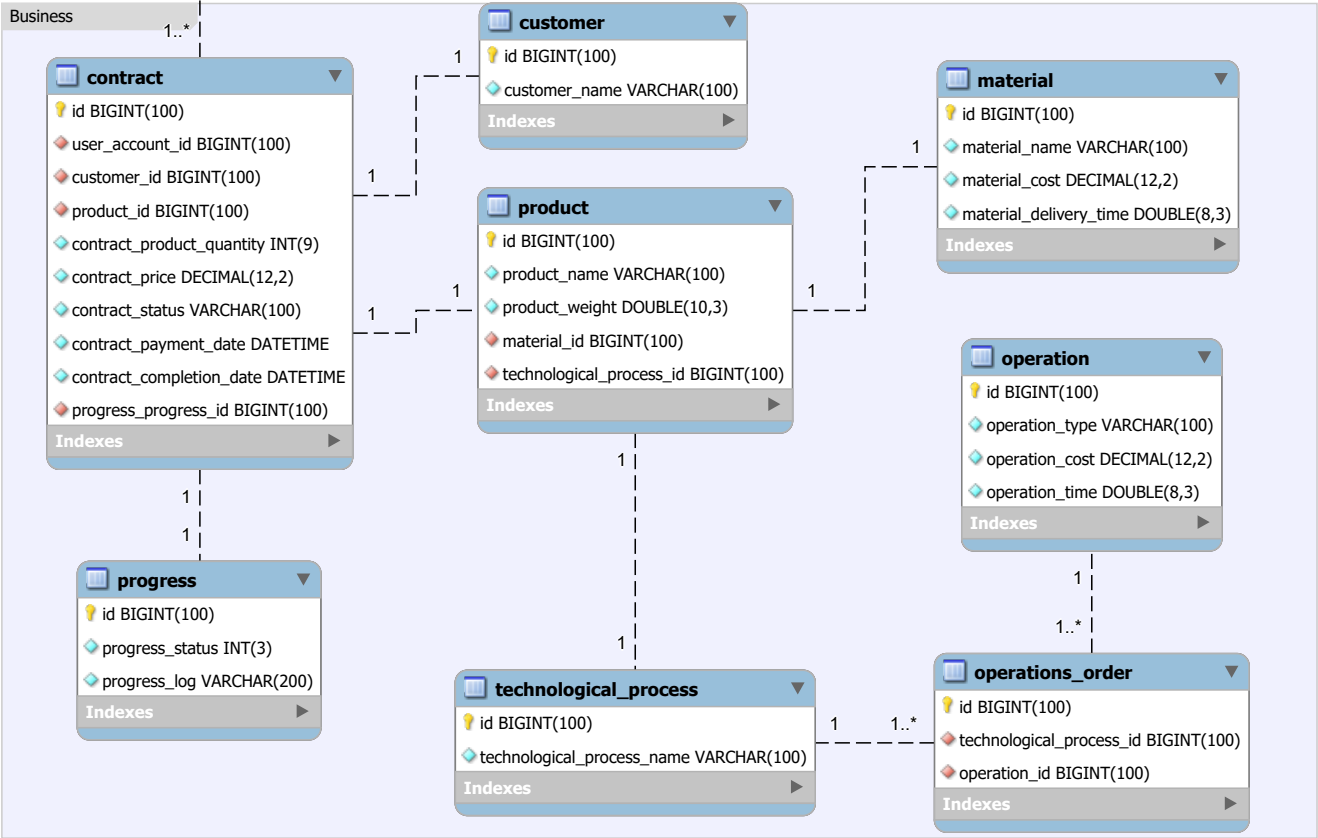 Business
1..*
contract
id BIGINT(100)
user_account_id BIGINT(100)
customer_id BIGINT(100)
product_id BIGINT(100)
contract_product_quantity INT(9)
contract_price DECIMAL(12,2)
contract_status VARCHAR(100)
contract_payment_date DATETIME
contract_completion_date DATETIME
progress_progress_id BIGINT(100)
Indexes
1
1
customer
id BIGINT(100)
customer_name VARCHAR(100)
Indexes
1
1
product
id BIGINT(100)
product_name VARCHAR(100)
product_weight DOUBLE(10,3)
material_id BIGINT(100)
technological_process_id BIGINT(100)
Indexes
1
1
material
id BIGINT(100)
material_name VARCHAR(100)
material_cost DECIMAL(12,2)
material_delivery_time DOUBLE(8,3)
Indexes
operation
id BIGINT(100)
operation_type VARCHAR(100)
operation_cost DECIMAL(12,2)
operation_time DOUBLE(8,3)
Indexes
1
1..*
1
1
progress
id BIGINT(100)
progress_status INT(3)
progress_log VARCHAR(200)
Indexes
1
1
technological_process
id BIGINT(100)
technological_process_name VARCHAR(100)
Indexes
1
1..*
operations_order
id BIGINT(100)
technological_process_id BIGINT(100)
operation_id BIGINT(100)
Indexes